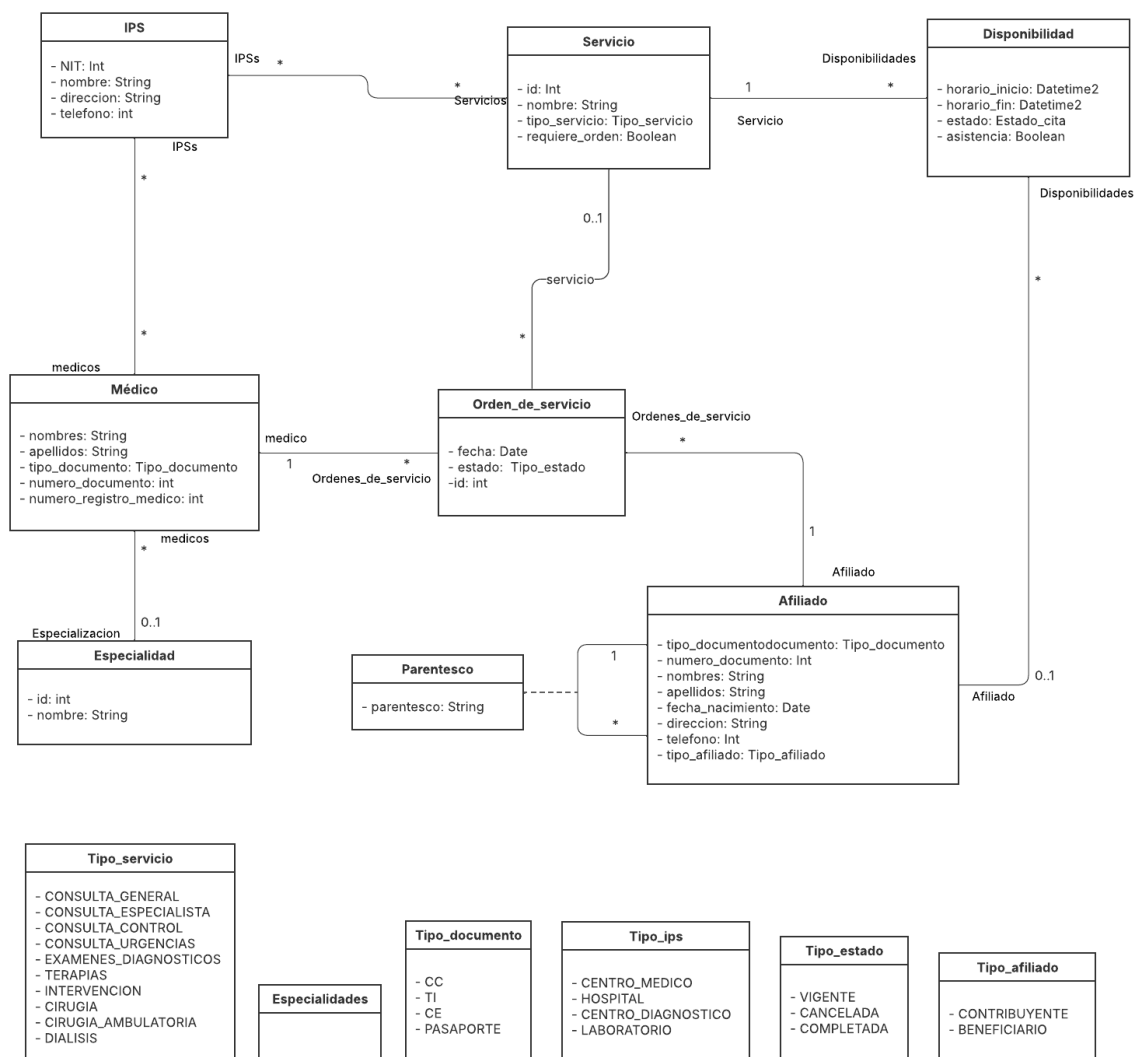 IPS
- NIT: Int
- nombre: String
- direccion: String
- telefono: int
IPSs
*
*
Servicios
Servicio
- id: Int
- nombre: String
- tipo_servicio: Tipo_servicio
- requiere_orden: Boolean
1
Servicio
Disponibilidades
*
Disponibilidad
- horario_inicio: Datetime2
- horario_fin: Datetime2
- estado: Estado_cita
- asistencia: Boolean
IPSs
*
*
medicos
0..1
servicio
*
Disponibilidades
*
Médico
- nombres: String
- apellidos: String
- tipo_documento: Tipo_documento
- numero_documento: int
- numero_registro_medico: int
medico
1
*
Ordenes_de_servicio
Orden_de_servicio
- fecha: Date
- estado:  Tipo_estado
-id: int
Ordenes_de_servicio
*
1
Afiliado
medicos
*
0..1
Especializacion
Especialidad
- id: int
- nombre: String
Parentesco
- parentesco: String
1
*
Afiliado
- tipo_documentodocumento: Tipo_documento
- numero_documento: Int
- nombres: String
- apellidos: String
- fecha_nacimiento: Date
- direccion: String
- telefono: Int
- tipo_afiliado: Tipo_afiliado
0..1
Afiliado
Tipo_servicio
- CONSULTA_GENERAL
- CONSULTA_ESPECIALISTA
- CONSULTA_CONTROL
- CONSULTA_URGENCIAS
- EXAMENES_DIAGNOSTICOS
- TERAPIAS
- INTERVENCION
- CIRUGIA
- CIRUGIA_AMBULATORIA
- DIALISIS
Especialidades
Tipo_documento
- CC
- TI
- CE
- PASAPORTE
Tipo_ips
- CENTRO_MEDICO
- HOSPITAL
- CENTRO_DIAGNOSTICO
- LABORATORIO
Tipo_estado
- VIGENTE
- CANCELADA
- COMPLETADA
Tipo_afiliado
- CONTRIBUYENTE
- BENEFICIARIO